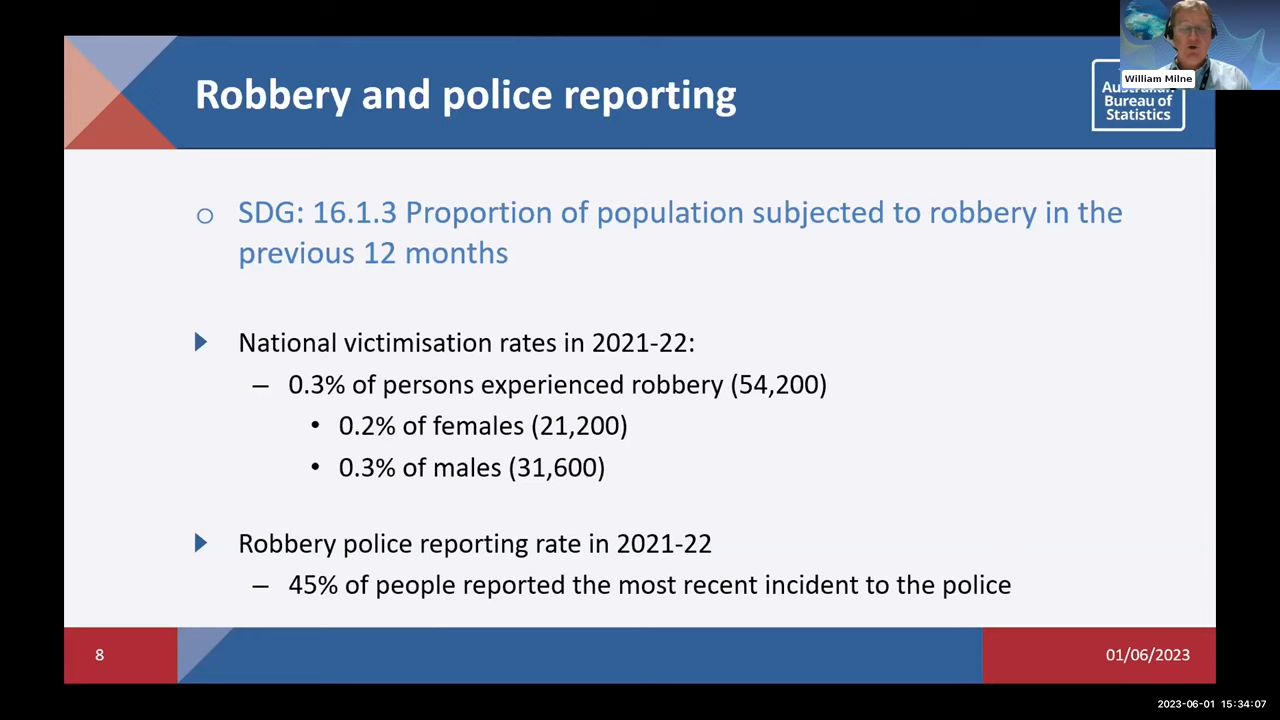 William Milne
Robbery and police reporting
Bureau of
Statistics
SDG: 16.1.3 Proportion of population subjected to robbery in the
previous 12 months
National victimisation rates in 2021-22:
– 0.3% of persons experienced robbery (54,200)
• 0.2% of females (21,200)
• 0.3% of males (31,600)
Robbery police reporting rate in 2021-22
– 45% of people reported the most recent incident to the police
8
01/06/2023
2023-06-01 15:34:07